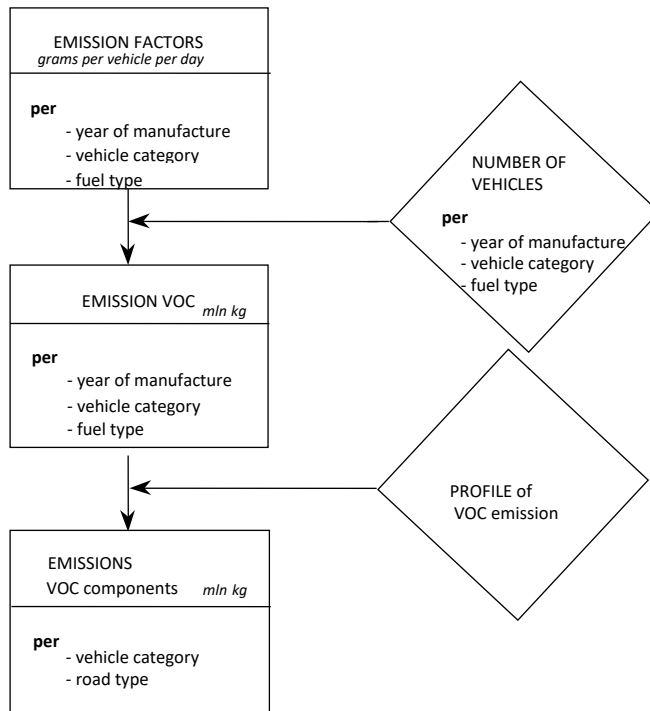 EMISSION FACTORS
grams per vehicle per day
per
- year of manufacture
- vehicle category
- fuel type
NUMBER OF
VEHICLES
per
- year of manufacture
- vehicle category
- fuel type
EMISSION VOC mln kg
per
- year of manufacture
- vehicle category
- fuel type
PROFILE of
VOC emission
EMISSIONS
VOC components mln kg
per
- vehicle category
- road type